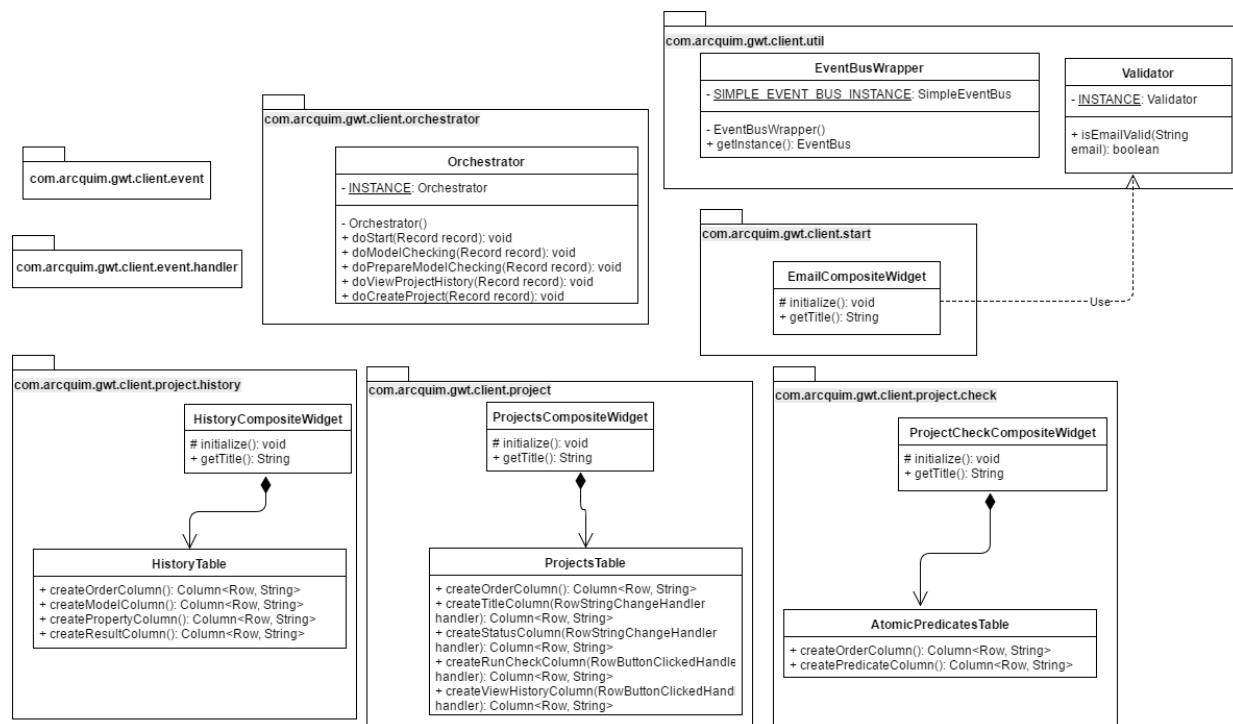 com.arcquim.gwt.client.util
EventBusWrapper
- SIMPLE_EVENT_BUS_INSTANCE: SimpleEventBus
- EventBusWrapper()
+ getInstance(): EventBus
Validator
- INSTANCE: Validator
+ isEmailValid(String
email): boolean
com.arcquim.gwt.client.orchestrator
Orchestrator
- INSTANCE: Orchestrator
- Orchestrator()
+ doStart(Record record): void
+ doModelChecking(Record record): void
+ doPrepareModelChecking(Record record): void
+ doViewProjectHistory(Record record): void
+ doCreateProject(Record record): void
com.arcquim.gwt.client.event
com.arcquim.gwt.client.event.handler
com.arcquim.gwt.client.start
EmailCompositeWidget
# initialize(): void
+ getTitle(): String
Use
com.arcquim.gwt.client.project.history
HistoryCompositeWidget
# initialize(): void
+ getTitle(): String
HistoryTable
+ createOrderColumn(): Column<Row, String>
+ createModelColumn(): Column<Row, String>
+ createPropertyColumn(): Column<Row, String>
+ createResultColumn(): Column<Row, String>
com.arcquim.gwt.client.project
ProjectsCompositeWidget
# initialize(): void
+ getTitle(): String
ProjectsTable
+ createOrderColumn(): Column<Row, String>
+ createTitleColumn(RowStringChangeHandler
handler): Column<Row, String>
+ createStatusColumn(RowStringChangeHandler
handler): Column<Row, String>
+ createRunCheckColumn(RowButtonClickedHandle
handler): Column<Row, String>
+ createViewHistoryColumn(RowButtonClickedHandl
handler): Column<Row, String>
com.arcquim.gwt.client.project.check
ProjectCheckCompositeWidget
# initialize(): void
+ getTitle(): String
AtomicPredicatesTable
+ createOrderColumn(): Column<Row, String>
+ createPredicateColumn(): Column<Row, String>